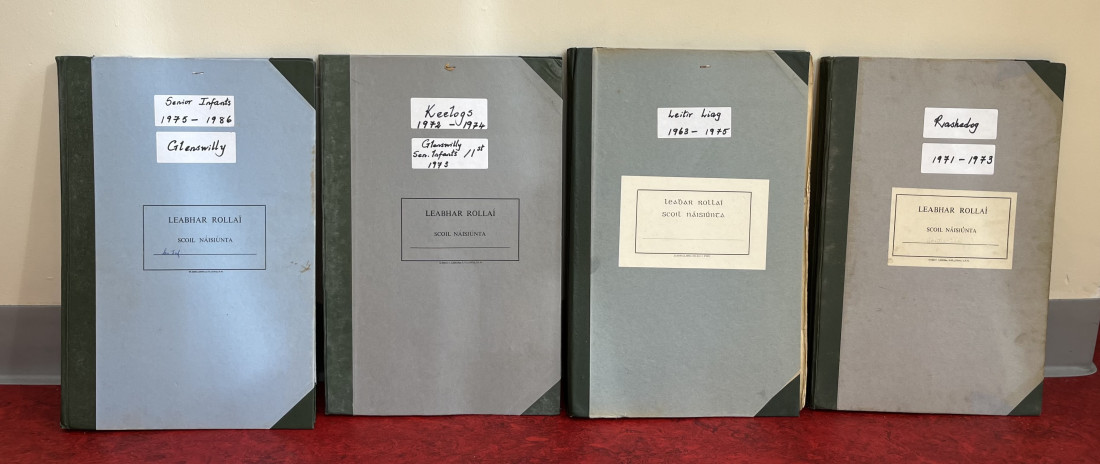 Senior Infants
1975 - 1986
Glenswilly
LEABHAR ROLLAÍ
SCOIL NÁISIÚNTA
Keelogs
1972 - 1974
Glenswilly
Sen. Infants /1st
1973
LEABHAR ROLLAÍ
SCOIL NÁISIÚNTA
Leitir Liag
1963 - 1975
leaḃar rollaí
scoil náisiúnta
Rashedog
1971 - 1973
LEABHAR ROLLAÍ
SCOIL NÁISIÚNTA